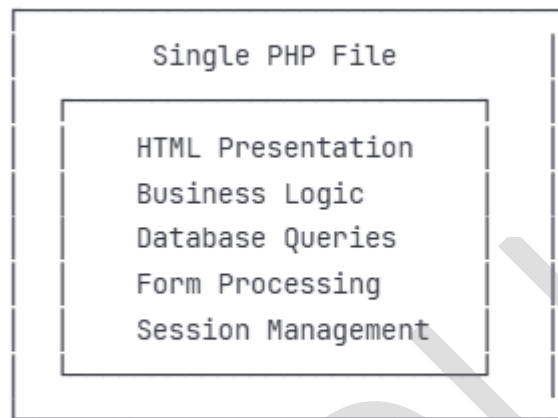 Single PHP File
HTML Presentation
Business Logic
Database Queries
Form Processing
Session Management